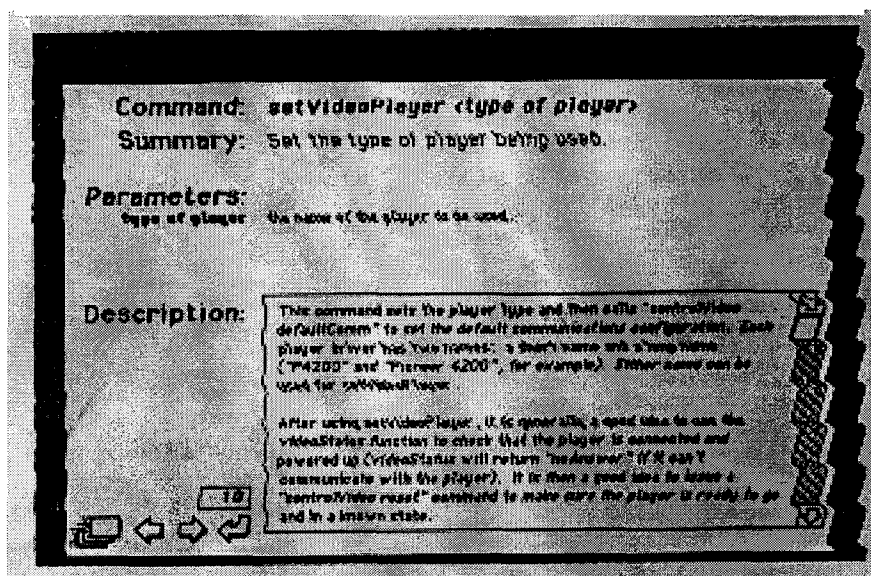 Command: setVideoPlayer <type of player>
Summary: Set the type of player being used.
Parameters:
type of player the name of the player to be used.
Description: This command sets the player type and then calls "controlVideo
defaultComm" to set the default communications configuration. Each
player driver has two names: a short name and a long name
("P4200" and "Pioneer 4200", for example). Either name can be
used for setVideoPlayer.
After using setVideoPlayer, it is generally a good idea to use the
videoStatus function to check that the player is connected and
powered up (videoStatus will return "noAnswer" if it can't
communicate with the player). It is then a good idea to issue a
"controlVideo reset" command to make sure the player is ready to go
and in a known state.
10